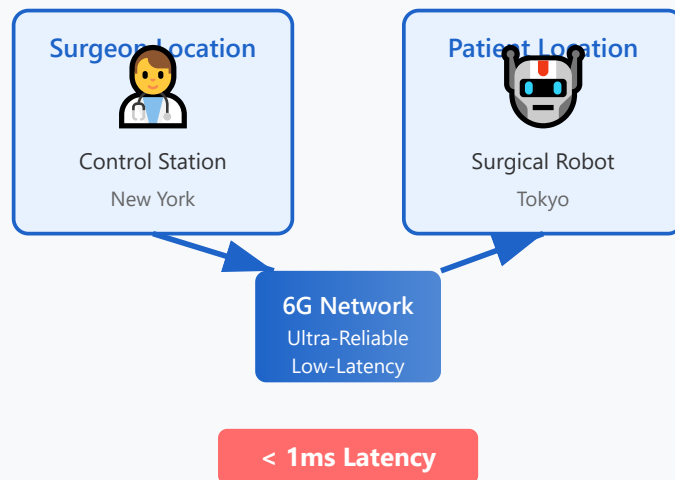 Surgeon Location
Control Station
New York
Patient Location
Surgical Robot
Tokyo
6G Network
Ultra-Reliable
Low-Latency
< 1ms Latency